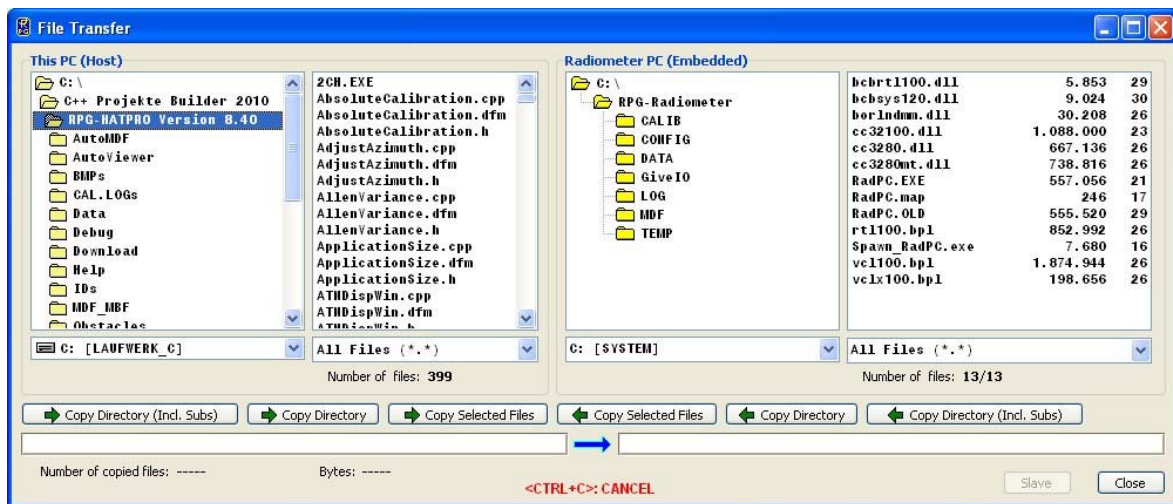 File Transfer
This PC (Host)
C:\
C++ Projekte Builder 2010
RPG-HATPRO Version 8.40
AutoMDF
AutoViewer
BMPs
CAL.LOGs
Data
Debug
Download
Help
IDs
MDF_MBF
Obstacles
2CH.EXE
AbsoluteCalibration.cpp
AbsoluteCalibration.dfm
AbsoluteCalibration.h
AdjustAzimuth.cpp
AdjustAzimuth.dfm
AdjustAzimuth.h
AllenVariance.cpp
AllenVariance.dfm
AllenVariance.h
ApplicationSize.cpp
ApplicationSize.dfm
ApplicationSize.h
ATNDispWin.cpp
ATNDispWin.dfm
ATNDispWin.h
C: [LAUFWERK_C]
All Files (*.*)
Number of files: 399
Radiometer PC (Embedded)
C:\
RPG-Radiometer
CALIB
CONFIG
DATA
GiveIO
LOG
MDF
TEMP
bcbrtl100.dll 5.853 29
bcbsys120.dll 9.024 30
borlndmm.dll 30.208 26
cc32100.dll 1.088.000 23
cc3280.dll 667.136 26
cc3280mt.dll 738.816 26
RadPC.EXE 557.056 21
RadPC.map 246 17
RadPC.OLD 555.520 29
rtl100.bpl 852.992 26
Spawn_RadPC.exe 7.680 16
vcl100.bpl 1.874.944 26
vclx100.bpl 198.656 26
C: [SYSTEM]
All Files (*.*)
Number of files: 13/13
Copy Directory (Incl. Subs)
Copy Directory
Copy Selected Files
Copy Selected Files
Copy Directory
Copy Directory (Incl. Subs)
Number of copied files: -----
Bytes: -----
<CTRL+C>: CANCEL
Slave
Close